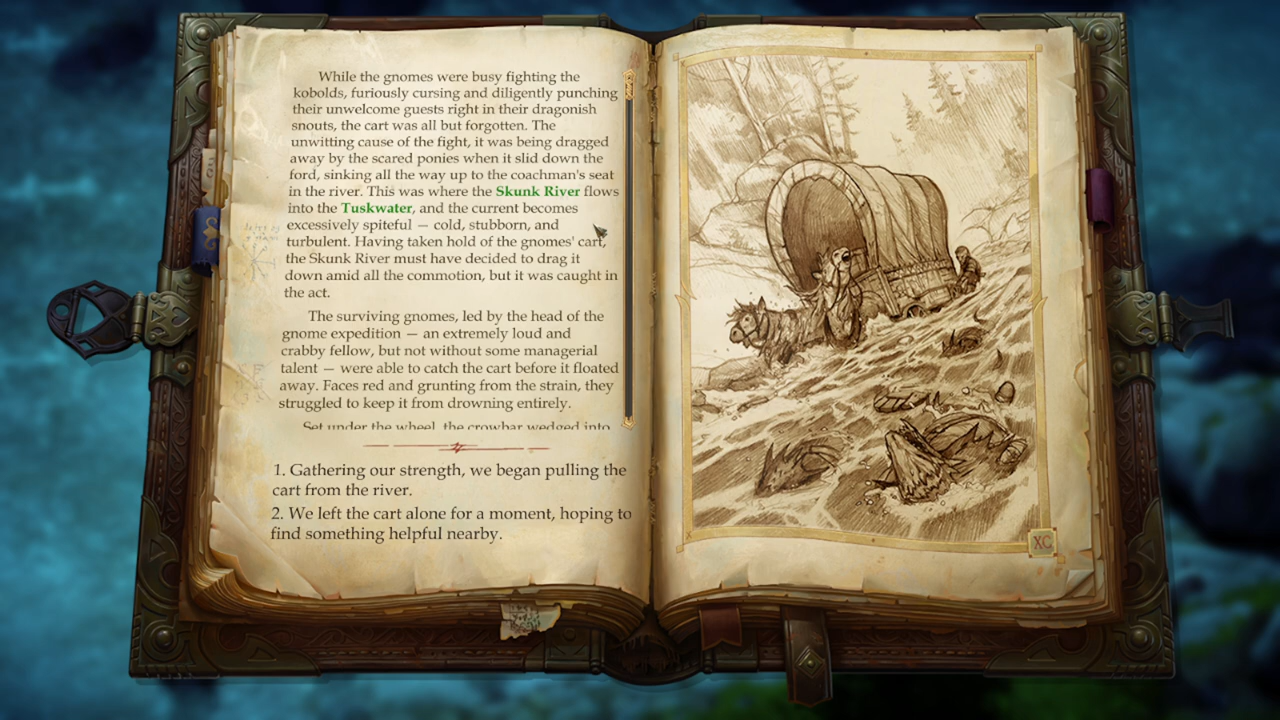 While the gnomes were busy fighting the
kobolds, furiously cursing and diligently punching
their unwelcome guests right in their dragonish
snouts, the cart was all but forgotten. The
unwitting cause of the fight, it was being dragged
away by the scared ponies when it slid down the
ford, sinking all the way up to the coachman's seat
in the river. This was where the Skunk River flows
into the Tuskwater, and the current becomes
excessively spiteful — cold, stubborn, and
turbulent. Having taken hold of the gnomes' cart,
the Skunk River must have decided to drag it
down amid all the commotion, but it was caught in
the act.
The surviving gnomes, led by the head of the
gnome expedition — an extremely loud and
crabby fellow, but not without some managerial
talent — were able to catch the cart before it floated
away. Faces red and grunting from the strain, they
struggled to keep it from drowning entirely.
Set under the wheel, the crowbar wedged into
1. Gathering our strength, we began pulling the
cart from the river.
2. We left the cart alone for a moment, hoping to
find something helpful nearby.
XC